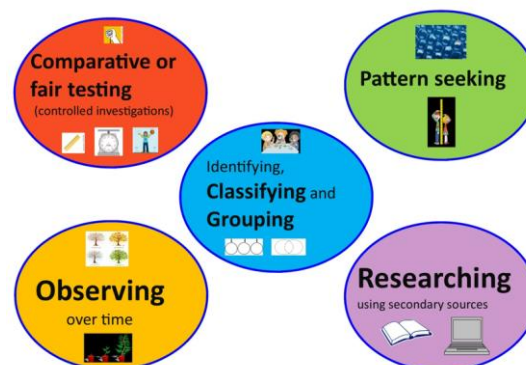 Comparative or
fair testing
(controlled investigations)
Pattern seeking
Identifying,
Classifying and
Grouping
Observing
over time
Researching
using secondary sources